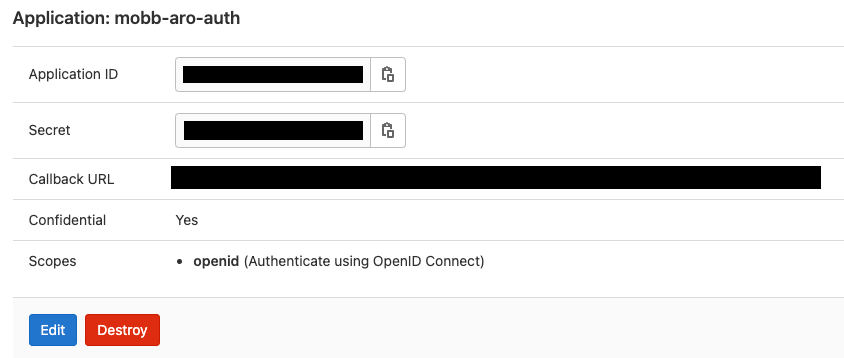 Application: mobb-aro-auth
Application ID
Secret
Callback URL
Confidential Yes
Scopes • openid (Authenticate using OpenID Connect)
Edit Destroy